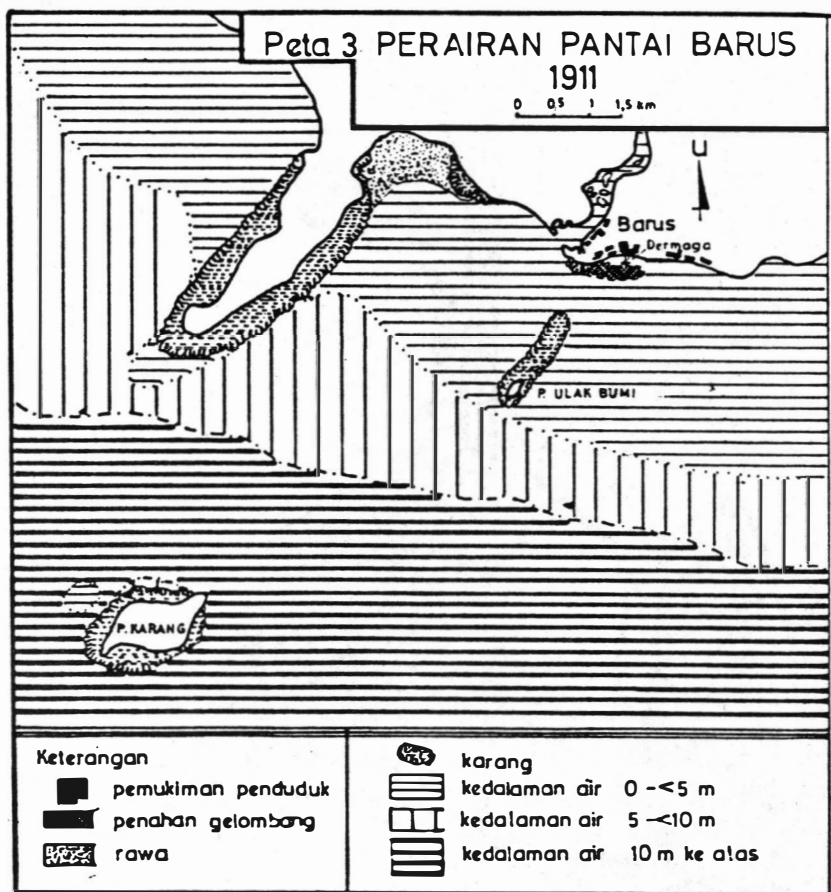 Peta 3 PERAIRAN PANTAI BARUS
1911
0 0,5 1 1,5 km
U
Barus
Dermaga
P. ULAK BUMI
P. KARANG
Keterangan
pemukiman penduduk
penahan gelombang
rawa
karang
kedalaman air 0 -<5 m
kedalaman air 5 -<10 m
kedalaman air 10 m ke atas